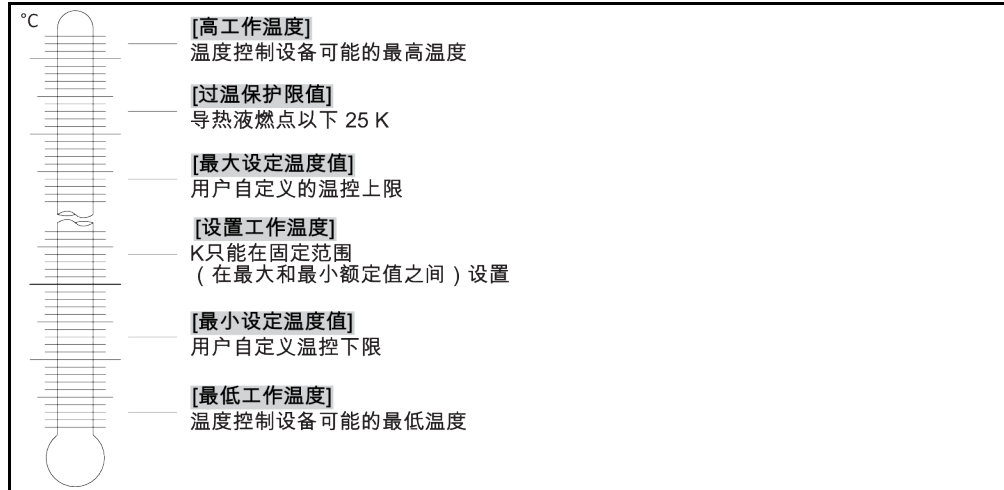 °C
[高工作温度]
温度控制设备可能的最高温度
[过温保护限值]
导热液燃点以下 25 K
[最大设定温度值]
用户自定义的温控上限
[设置工作温度]
K只能在固定范围
（在最大和最小额定值之间）设置
[最小设定温度值]
用户自定义温控下限
[最低工作温度]
温度控制设备可能的最低温度